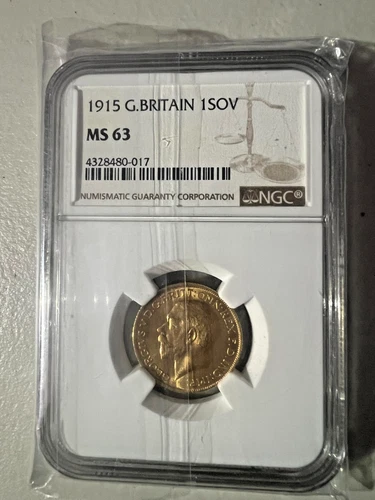 1915 G.BRITAIN 1SOV
MS 63
4328480-017
NUMISMATIC GUARANTY CORPORATION
NGC®